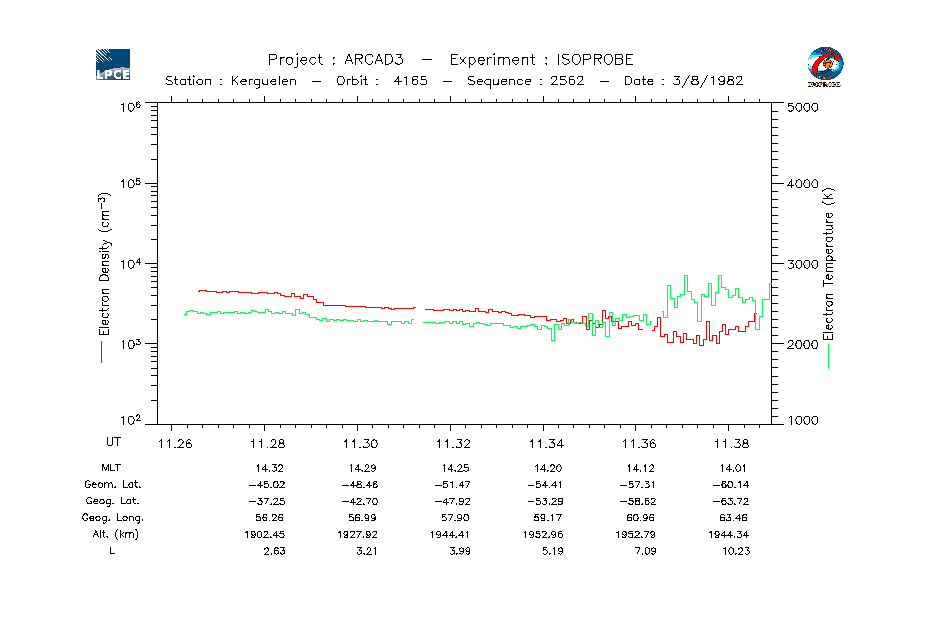 LPCE
Project : ARCAD3 — Experiment : ISOPROBE
ISOPROBE
Station : Kerguelen — Orbit : 4165 — Sequence : 2562 — Date : 3/8/1982
10⁶ 5000
10⁵ 4000
10⁴ 3000
10³ 2000
10² 1000
Electron Density (cm⁻³)
Electron Temperature (K)
UT 11.26 11.28 11.30 11.32 11.34 11.36 11.38
MLT 14.32 14.29 14.25 14.20 14.12 14.01
Geom. Lat. −45.02 −48.46 −51.47 −54.41 −57.31 −60.14
Geog. Lat. −37.25 −42.70 −47.92 −53.29 −58.62 −63.72
Geog. Long. 56.26 56.99 57.90 59.17 60.96 63.46
Alt. (km) 1902.45 1927.92 1944.41 1952.96 1952.79 1944.34
L 2.63 3.21 3.99 5.19 7.09 10.23